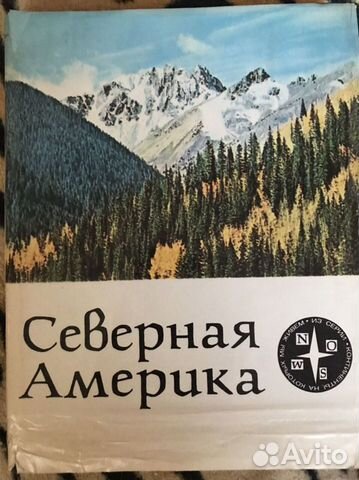 Северная
Америка
ИЗ СЕРИИ • КОНТИНЕНТЫ НА КОТОРЫХ МЫ ЖИВЕМ •
N
O
W
S
Avito